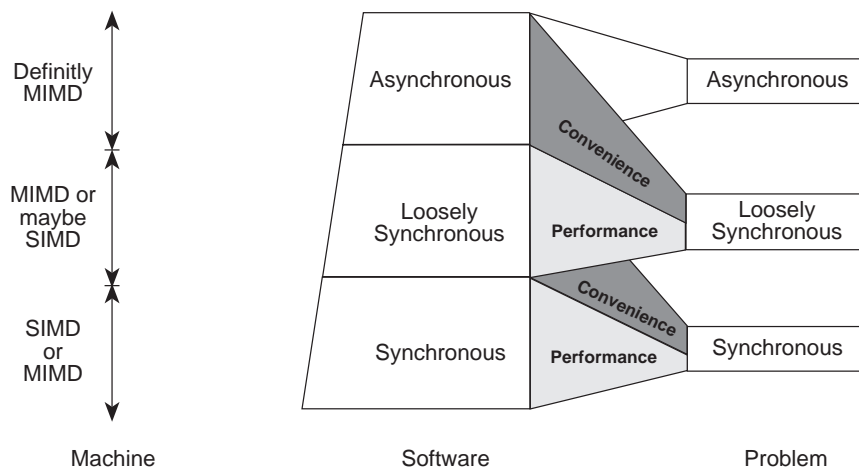 Definitly
MIMD
MIMD or
maybe
SIMD
SIMD
or
MIMD
Machine
Asynchronous
Loosely
Synchronous
Synchronous
Software
Convenience
Performance
Convenience
Performance
Asynchronous
Loosely
Synchronous
Synchronous
Problem